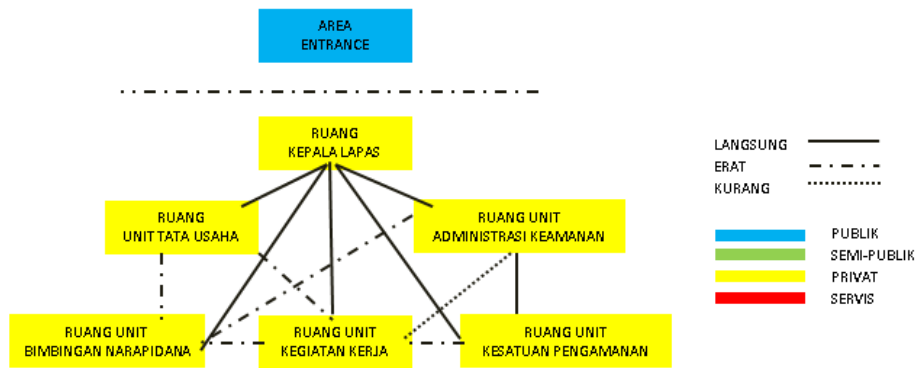 AREA
ENTRANCE
RUANG
KEPALA LAPAS
RUANG
UNIT TATA USAHA
RUANG UNIT
ADMINISTRASI KEAMANAN
RUANG UNIT
BIMBINGAN NARAPIDANA
RUANG UNIT
KEGIATAN KERJA
RUANG UNIT
KESATUAN PENGAMANAN
LANGSUNG
ERAT
KURANG
PUBLIK
SEMI-PUBLIK
PRIVAT
SERVIS